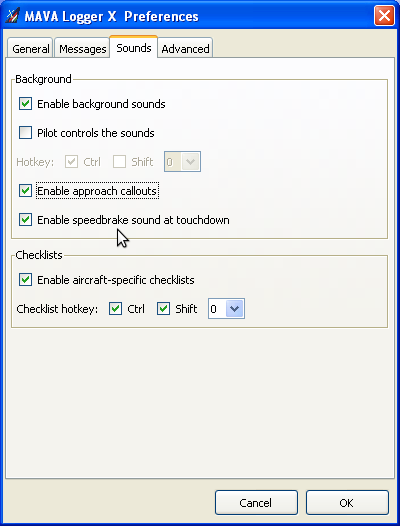 MAVA Logger X Preferences
General Messages Sounds Advanced
Background
Enable background sounds
Pilot controls the sounds
Hotkey: Ctrl Shift 0
Enable approach callouts
Enable speedbrake sound at touchdown
Checklists
Enable aircraft-specific checklists
Checklist hotkey: Ctrl Shift 0
Cancel OK